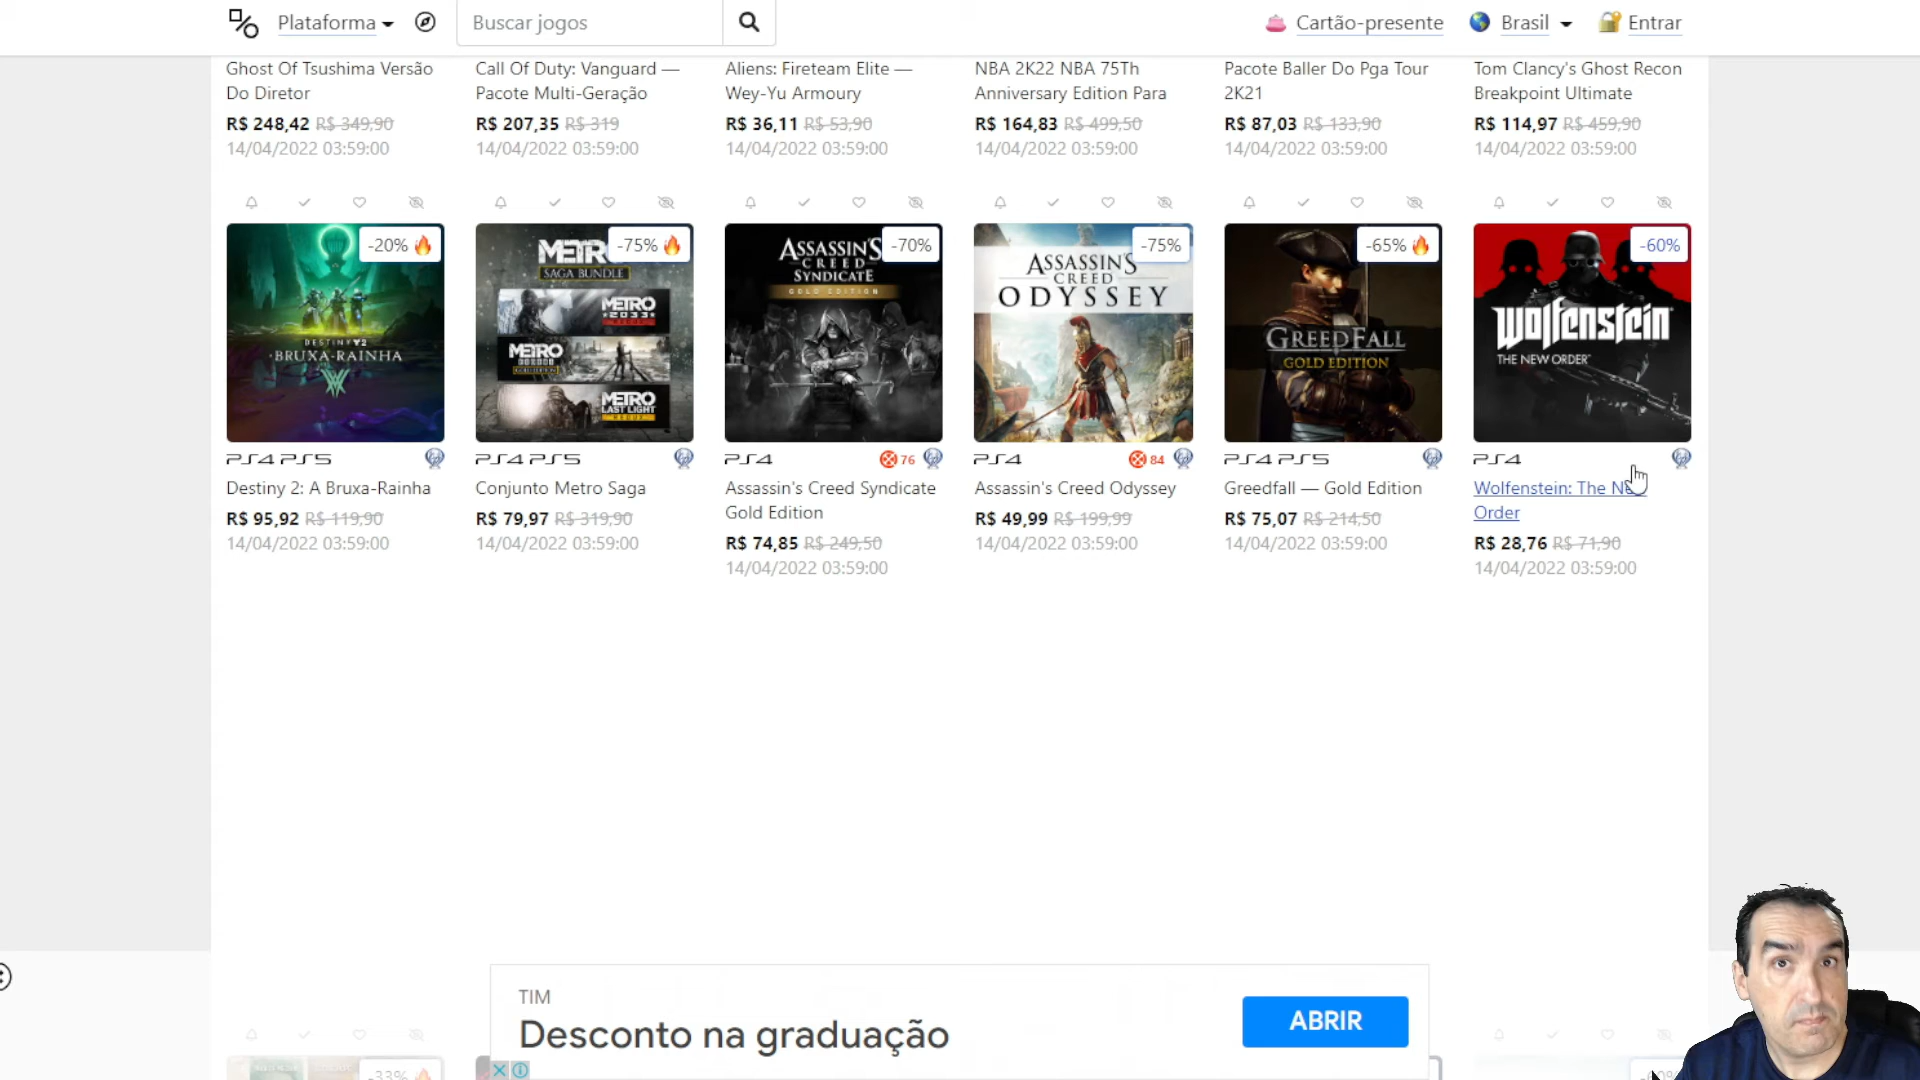 Plataforma
Buscar jogos
Cartão-presente
Brasil
Entrar
Ghost Of Tsushima Versão
Do Diretor
R$ 248,42 R$ 349,90
14/04/2022 03:59:00
Call Of Duty: Vanguard —
Pacote Multi-Geração
R$ 207,35 R$ 319
14/04/2022 03:59:00
Aliens: Fireteam Elite —
Wey-Yu Armoury
R$ 36,11 R$ 53,90
14/04/2022 03:59:00
NBA 2K22 NBA 75Th
Anniversary Edition Para
R$ 164,83 R$ 499,50
14/04/2022 03:59:00
Pacote Baller Do Pga Tour
2K21
R$ 87,03 R$ 133,90
14/04/2022 03:59:00
Tom Clancy's Ghost Recon
Breakpoint Ultimate
R$ 114,97 R$ 459,90
14/04/2022 03:59:00
-20%
DESTINY 2
·BRUXA-RAINHA
PS4 PS5
Destiny 2: A Bruxa-Rainha
R$ 95,92 R$ 119,90
14/04/2022 03:59:00
-75%
METR
SAGA BUNDLE
METRO
2033
METRO
METRO
LAST LIGHT
PS4 PS5
Conjunto Metro Saga
R$ 79,97 R$ 319,90
14/04/2022 03:59:00
-70%
ASSASSIN'S
CREED
SYNDICATE
GOLD EDITION
PS4
76
Assassin's Creed Syndicate
Gold Edition
R$ 74,85 R$ 249,50
14/04/2022 03:59:00
-75%
ASSASSIN'S
CREED
ODYSSEY
PS4
84
Assassin's Creed Odyssey
R$ 49,99 R$ 199,99
14/04/2022 03:59:00
-65%
GREEDFALL
GOLD EDITION
PS4 PS5
Greedfall — Gold Edition
R$ 75,07 R$ 214,50
14/04/2022 03:59:00
-60%
Wolfenstein
THE NEW ORDER
PS4
Wolfenstein: The Ne
Order
R$ 28,76 R$ 71,90
14/04/2022 03:59:00
TIM
Desconto na graduação
ABRIR
-33%